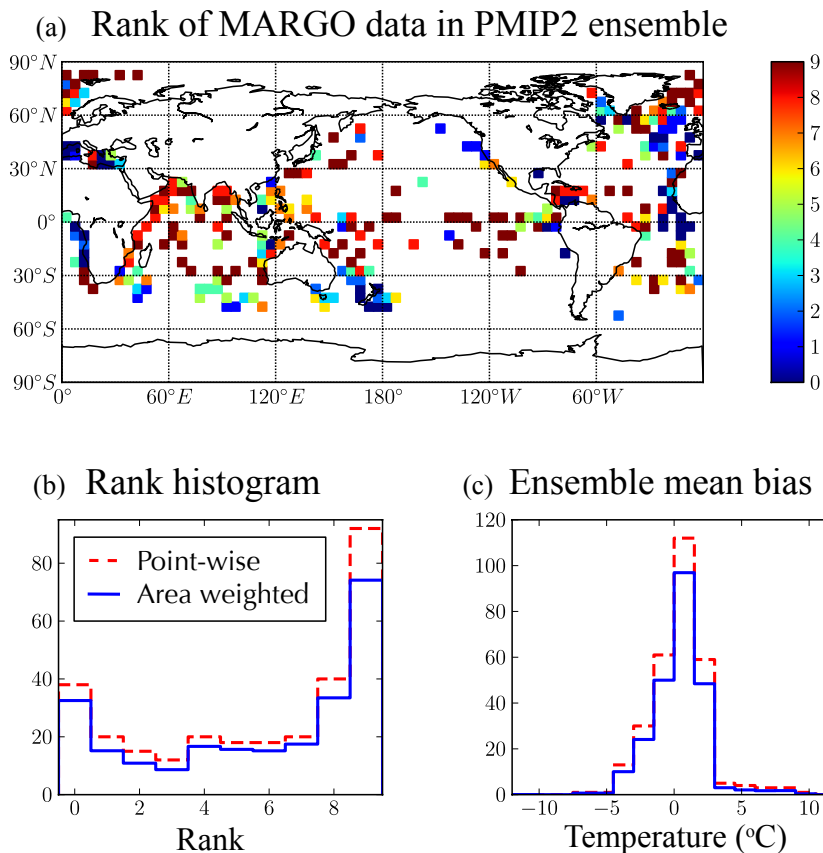 (a) Rank of MARGO data in PMIP2 ensemble
90°N
60°N
30°N
0°
30°S
60°S
90°S
0° 60°E 120°E 180° 120°W 60°W
9
8
7
6
5
4
3
2
1
0
(b) Rank histogram
80
60
40
20
0
Point-wise
Area weighted
0 2 4 6 8
Rank
(c) Ensemble mean bias
120
100
80
60
40
20
0
−10 −5 0 5 10
Temperature (°C)